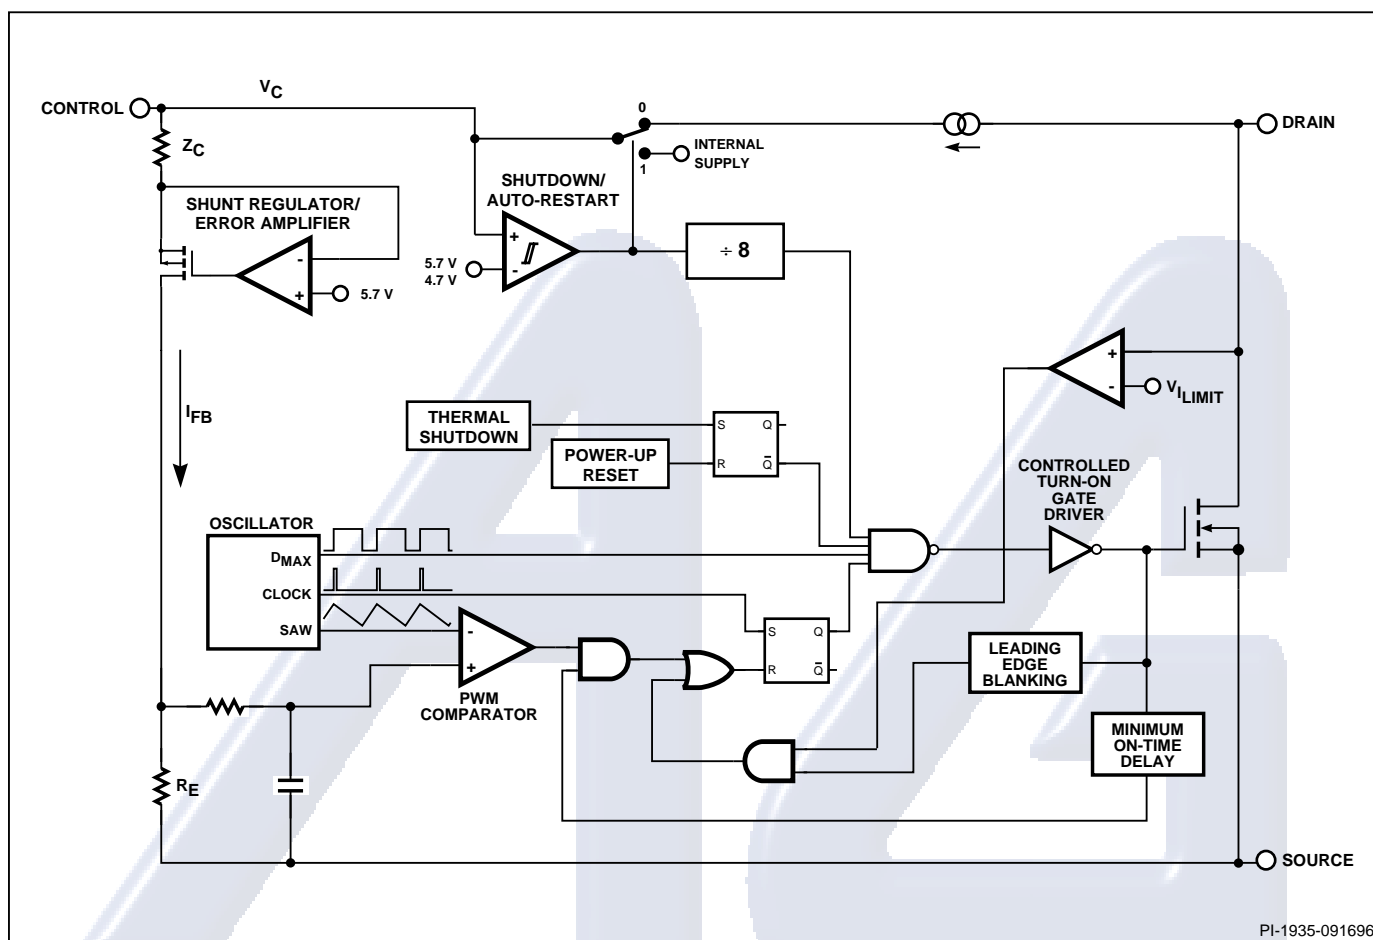 V_C
CONTROL
0
DRAIN
Z_C
INTERNAL
SUPPLY
1
SHUTDOWN/
AUTO-RESTART
SHUNT REGULATOR/
ERROR AMPLIFIER
+
-
5.7 V
4.7 V
÷ 8
-
+
5.7 V
+
-
V_I_LIMIT
I_FB
THERMAL
SHUTDOWN
S Q
R Q̅
POWER-UP
RESET
CONTROLLED
TURN-ON
GATE
DRIVER
OSCILLATOR
D_MAX
CLOCK
SAW
-
+
PWM
COMPARATOR
S Q
R Q̅
LEADING
EDGE
BLANKING
MINIMUM
ON-TIME
DELAY
R_E
SOURCE
PI-1935-091696